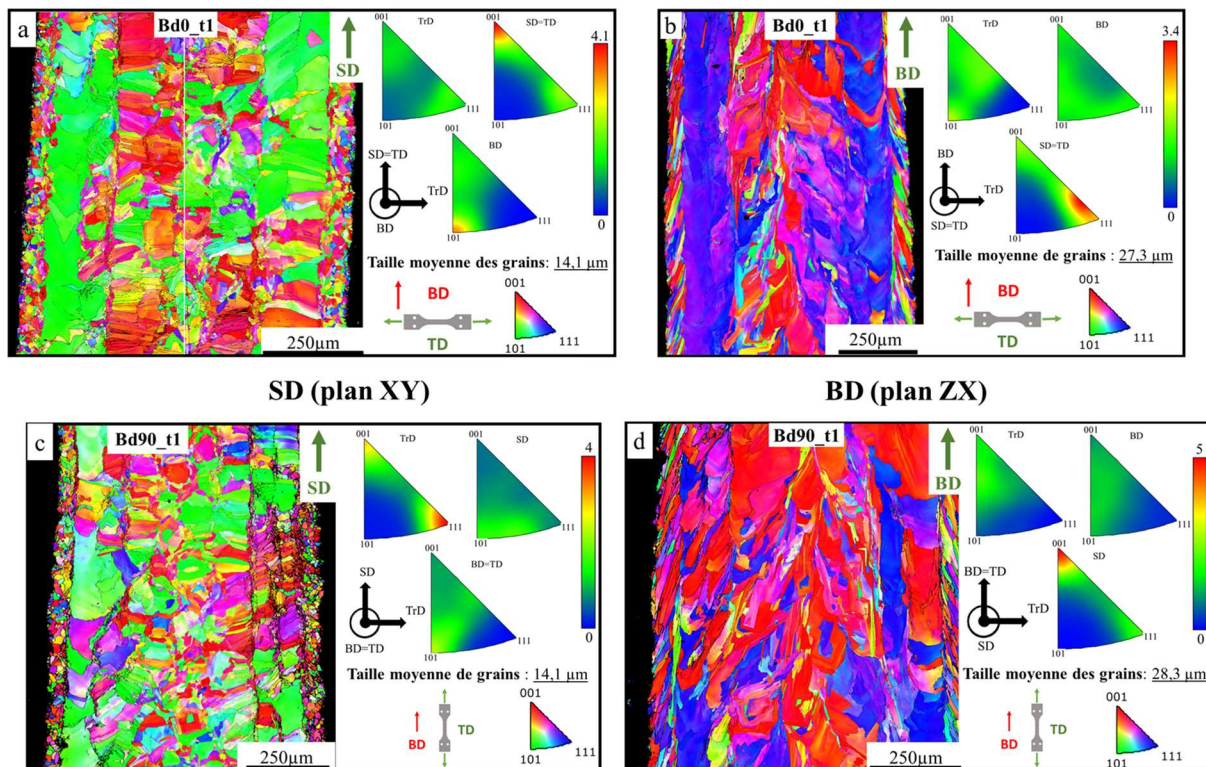 a
Bd0_t1
SD
TrD
SD=TD
001
001
101
111
101
111
BD
001
101
111
4.1
0
SD=TD
TrD
BD
Taille moyenne des grains: 14,1 µm
BD
TD
001
101
111
250µm
b
Bd0_t1
BD
TrD
BD
001
001
101
111
101
111
SD=TD
001
101
111
3.4
0
BD
TrD
SD=TD
Taille moyenne de grains : 27,3 µm
BD
TD
001
101
111
250µm
SD (plan XY)
BD (plan ZX)
c
Bd90_t1
SD
TrD
SD
001
001
101
111
101
111
BD=TD
001
101
111
4
0
SD
TrD
BD=TD
Taille moyenne de grains: 14,1 µm
BD
TD
001
101
111
250µm
d
Bd90_t1
BD
TrD
BD
001
001
101
111
101
111
SD
001
101
111
5
0
BD=TD
TrD
SD
Taille moyenne de grains: 28,3 µm
BD
TD
001
101
111
250µm